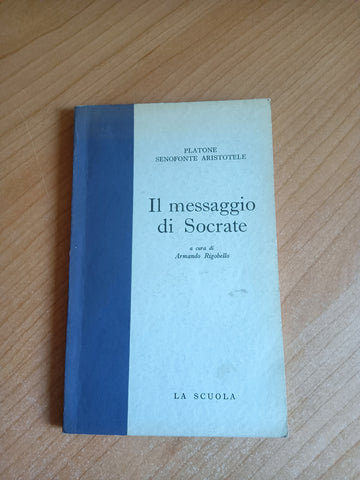 PLATONE
SENOFONTE ARISTOTELE
Il messaggio
di Socrate
a cura di
Armando Rigobello
LA SCUOLA